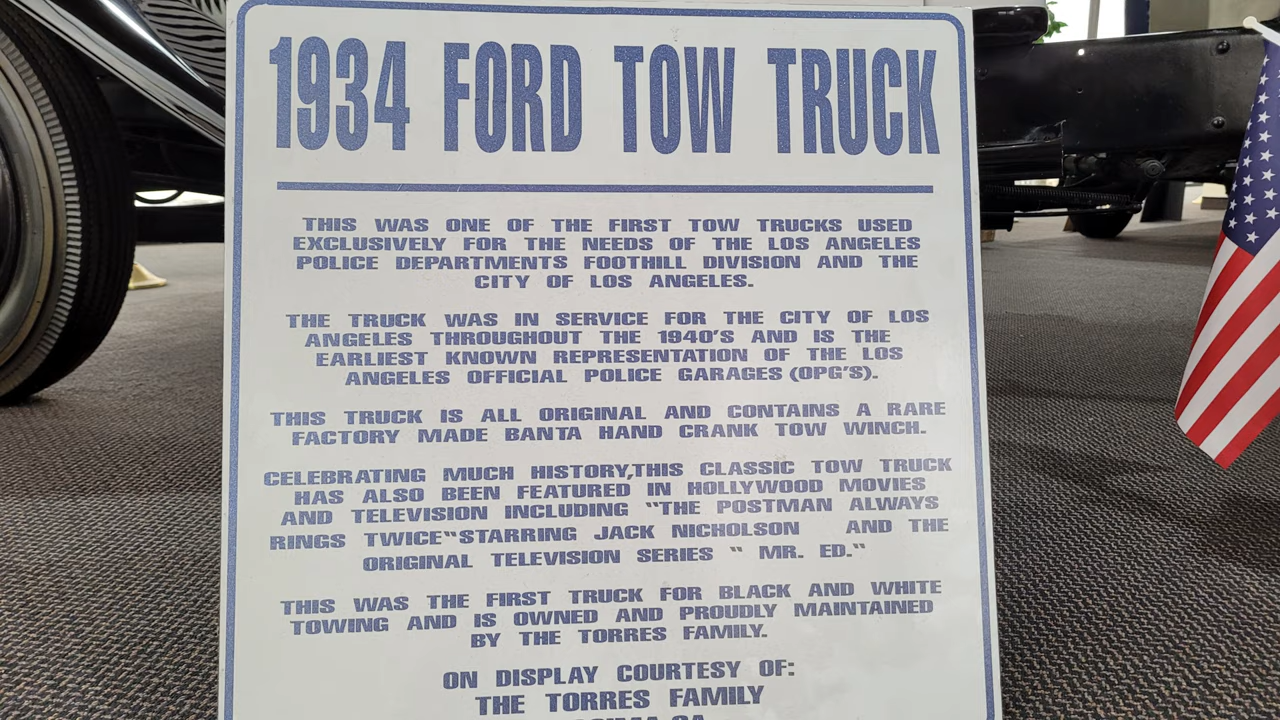 1934 FORD TOW TRUCK
THIS WAS ONE OF THE FIRST TOW TRUCKS USED
EXCLUSIVELY FOR THE NEEDS OF THE LOS ANGELES
POLICE DEPARTMENTS FOOTHILL DIVISION AND THE
CITY OF LOS ANGELES.
THE TRUCK WAS IN SERVICE FOR THE CITY OF LOS
ANGELES THROUGHOUT THE 1940'S AND IS THE
EARLIEST KNOWN REPRESENTATION OF THE LOS
ANGELES OFFICIAL POLICE GARAGES (OPG'S).
THIS TRUCK IS ALL ORIGINAL AND CONTAINS A RARE
FACTORY MADE BANTA HAND CRANK TOW WINCH.
CELEBRATING MUCH HISTORY,THIS CLASSIC TOW TRUCK
HAS ALSO BEEN FEATURED IN HOLLYWOOD MOVIES
AND TELEVISION INCLUDING "THE POSTMAN ALWAYS
RINGS TWICE"STARRING JACK NICHOLSON AND THE
ORIGINAL TELEVISION SERIES " MR. ED."
THIS WAS THE FIRST TRUCK FOR BLACK AND WHITE
TOWING AND IS OWNED AND PROUDLY MAINTAINED
BY THE TORRES FAMILY.
ON DISPLAY COURTESY OF:
THE TORRES FAMILY